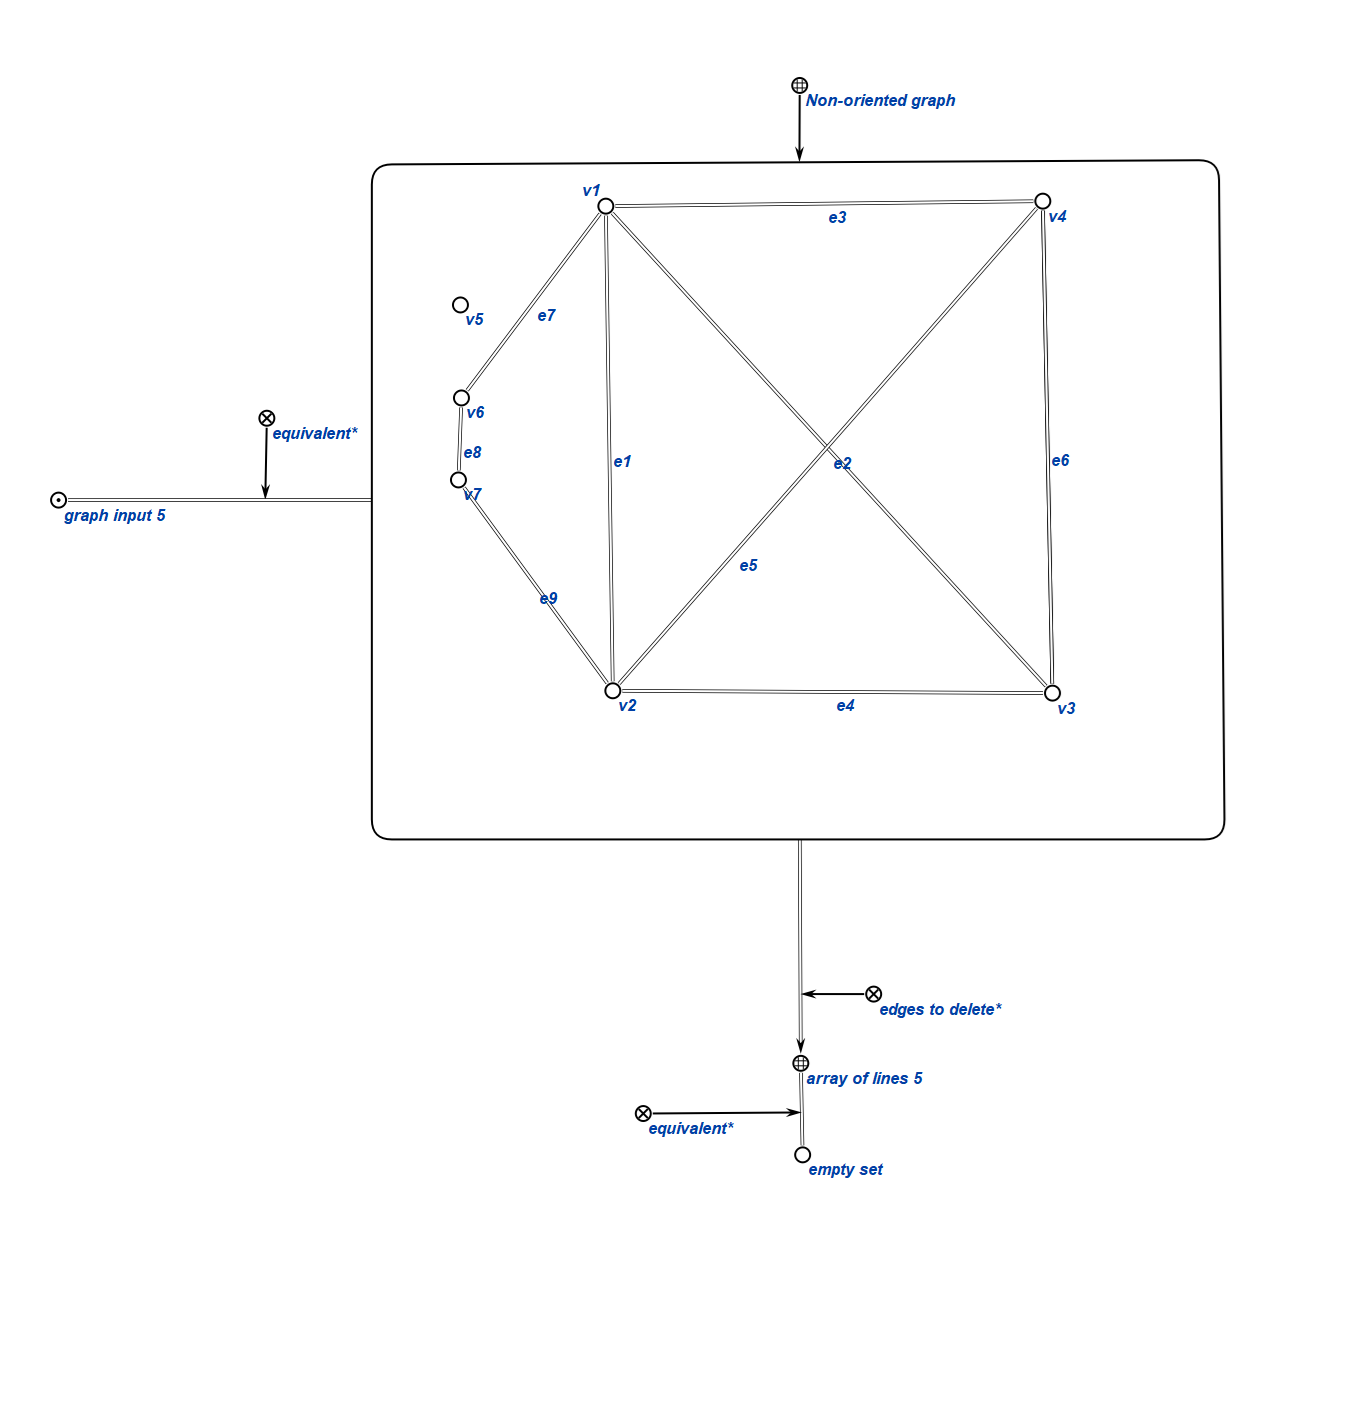 Non-oriented graph
v1
v4
e3
v5
e7
v6
equivalent*
e8
e1
e2
e6
v7
graph input 5
e5
e9
v2
e4
v3
edges to delete*
array of lines 5
equivalent*
empty set